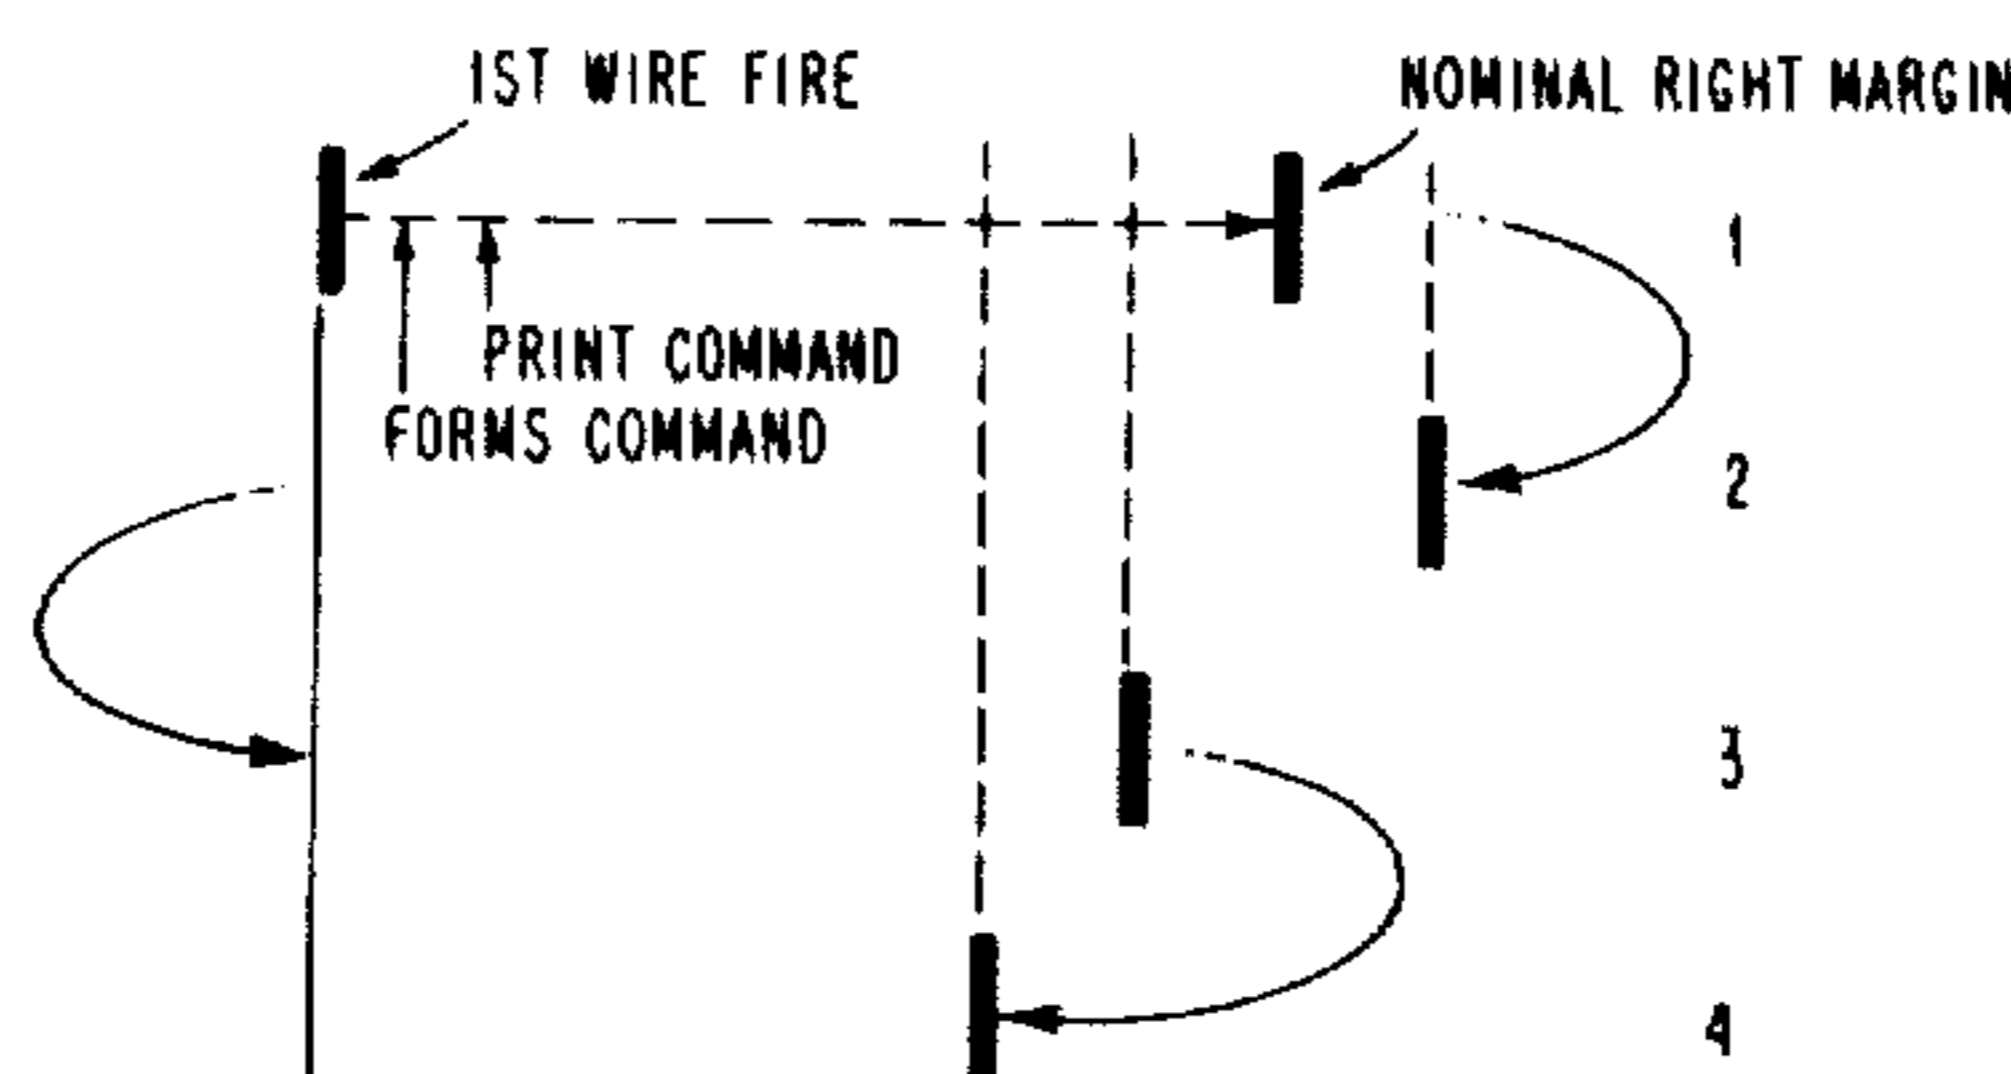 1ST WIRE FIRE
NOMINAL RIGHT MARGIN
1
PRINT COMMAND
FORMS COMMAND
2
3
4